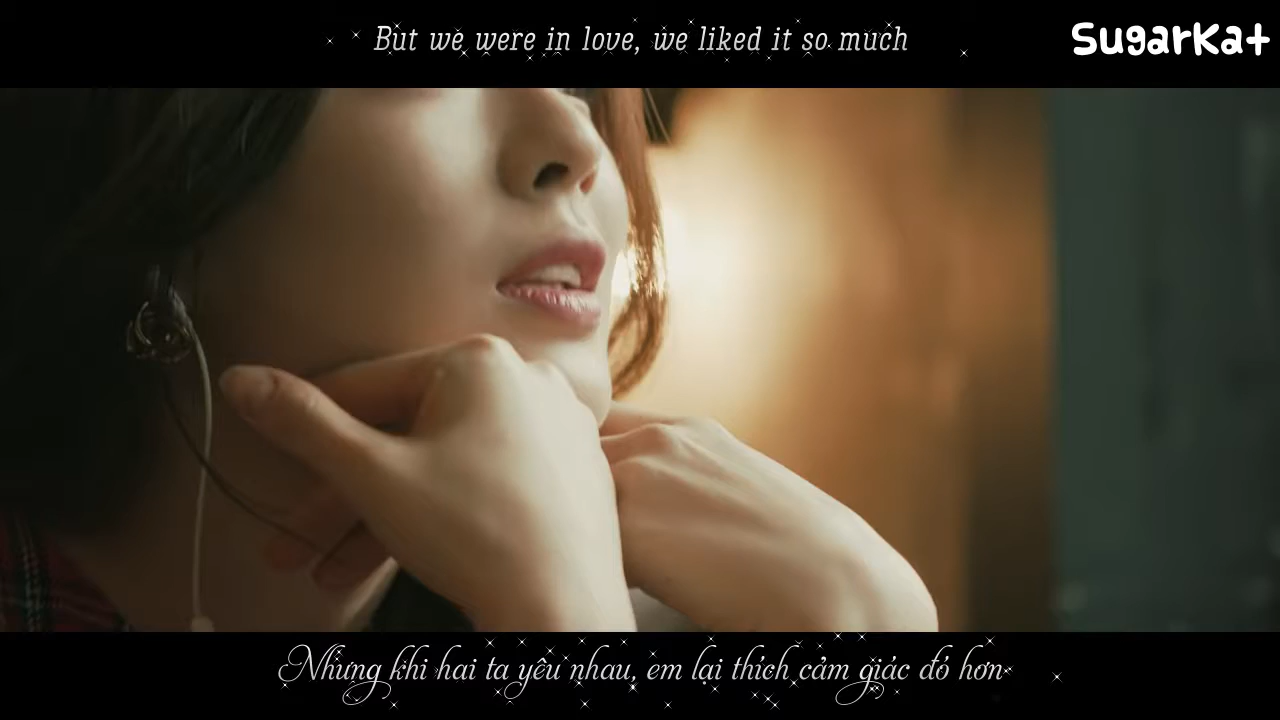 But we were in love, we liked it so much
SugarKat
Nhưng khi hai ta yêu nhau, em lại thích cảm giác đó hơn